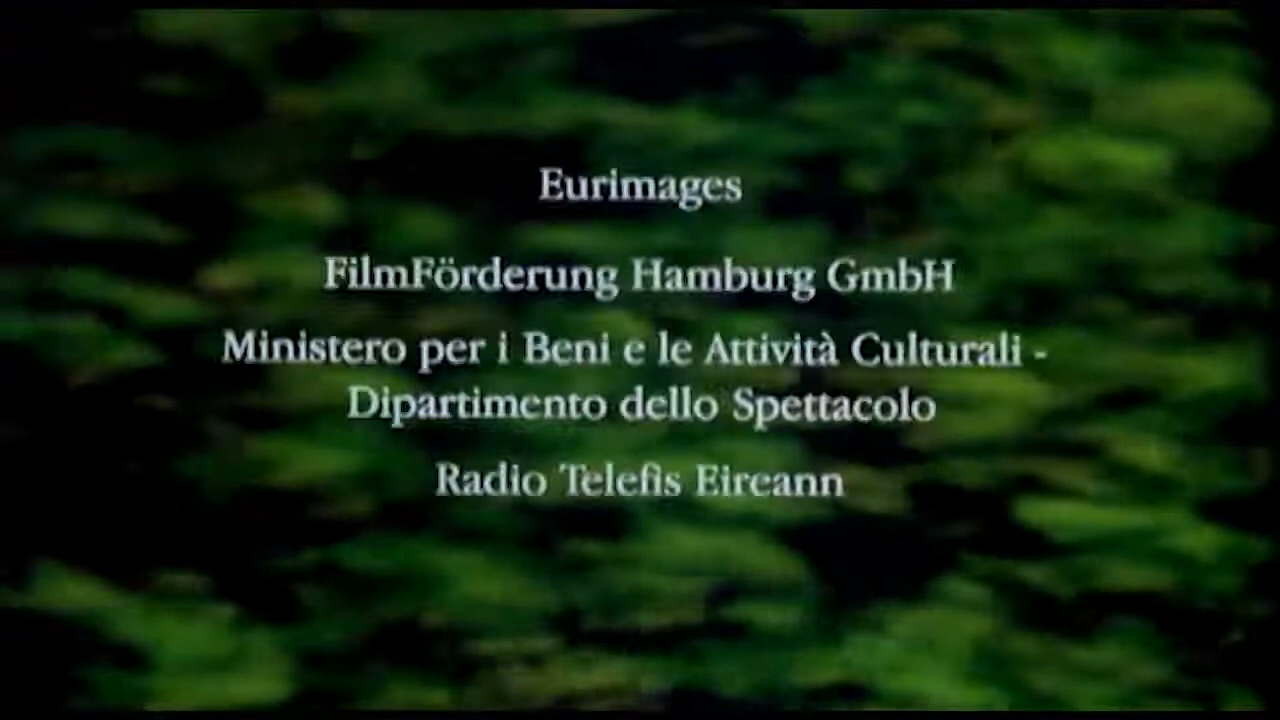 Eurimages
FilmFörderung Hamburg GmbH
Ministero per i Beni e le Attività Culturali -
Dipartimento dello Spettacolo
Radio Telefis Eireann